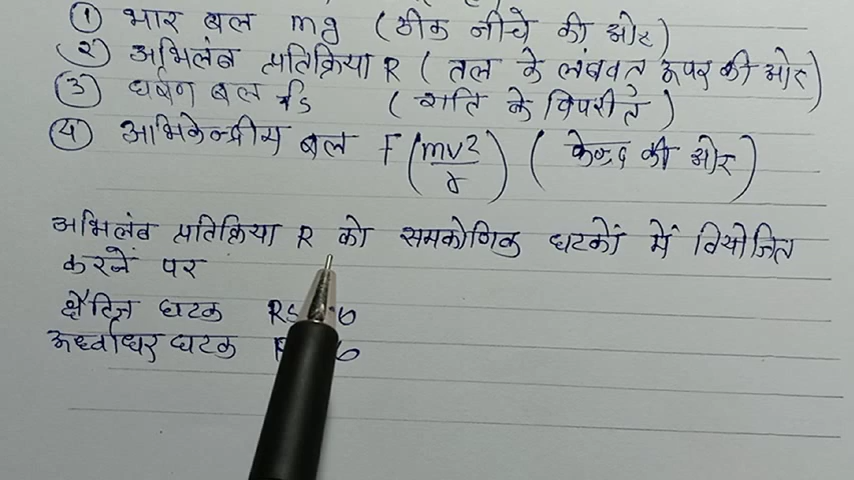 ① भार बल mg (ठीक नीचे की ओर)
② अभिलंब प्रतिक्रिया R ( तल के लंबवत ऊपर की ओर)
③ घर्षण बल fs ( गति के विपरीत )
④ अभिकेन्द्रीय बल F(mv²/r) ( केन्द्र की ओर )
अभिलंब प्रतिक्रिया R को समकोणिक घटकों में वियोजित
करने पर
क्षैतिज घटक
ऊर्ध्वाधर घटक